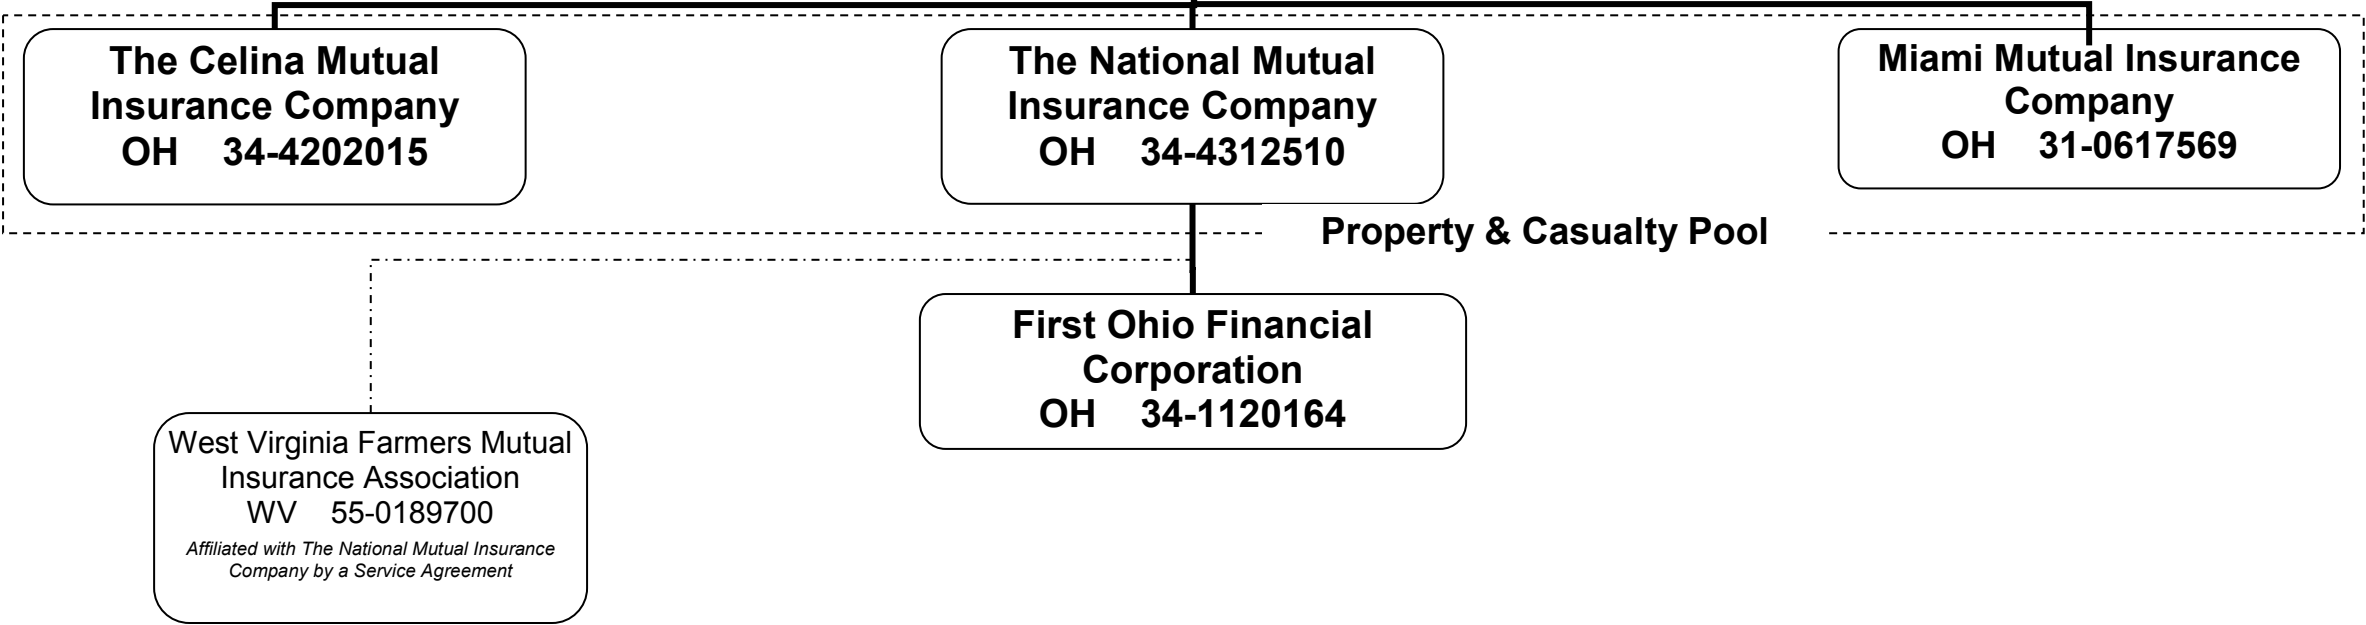 The Celina Mutual
Insurance Company
OH 34-4202015
The National Mutual
Insurance Company
OH 34-4312510
Miami Mutual Insurance
Company
OH 31-0617569
Property & Casualty Pool
First Ohio Financial
Corporation
OH 34-1120164
West Virginia Farmers Mutual
Insurance Association
WV 55-0189700
Affiliated with The National Mutual Insurance
Company by a Service Agreement